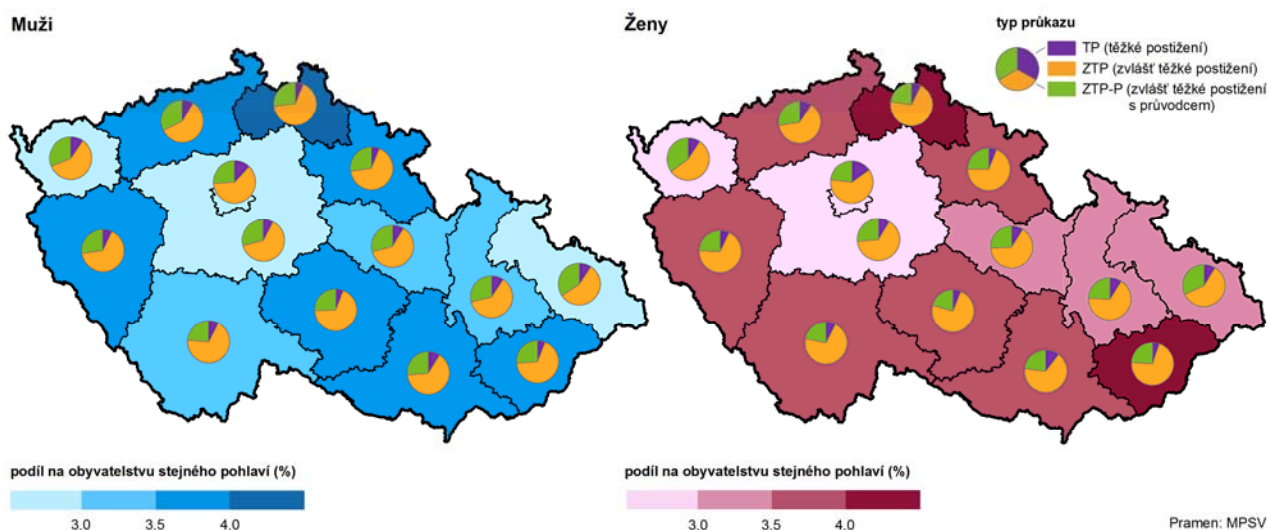 Muži
Ženy
typ průkazu
TP (těžké postižení)
ZTP (zvlášť těžké postižení)
ZTP-P (zvlášť těžké postižení
s průvodcem)
podíl na obyvatelstvu stejného pohlaví (%)
3.0 3.5 4.0
podíl na obyvatelstvu stejného pohlaví (%)
3.0 3.5 4.0
Pramen: MPSV